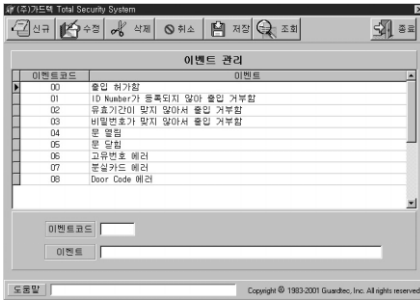 (주)가드텍 Total Security System
신규 수정 삭제 취소 저장 조회 종료
이벤트 관리
이벤트코드 이벤트
00 출입 허가함
01 ID Number가 등록되지 않아 출입 거부함
02 유효기간이 맞지 않아서 출입 거부함
03 비밀번호가 맞지 않아서 출입 거부함
04 문 열림
05 문 닫힘
06 고유번호 에러
07 분실카드 에러
08 Door Code 에러
이벤트코드
이벤트
도움말 Copyright © 1983-2001 Guardtec, Inc. All rights reserved